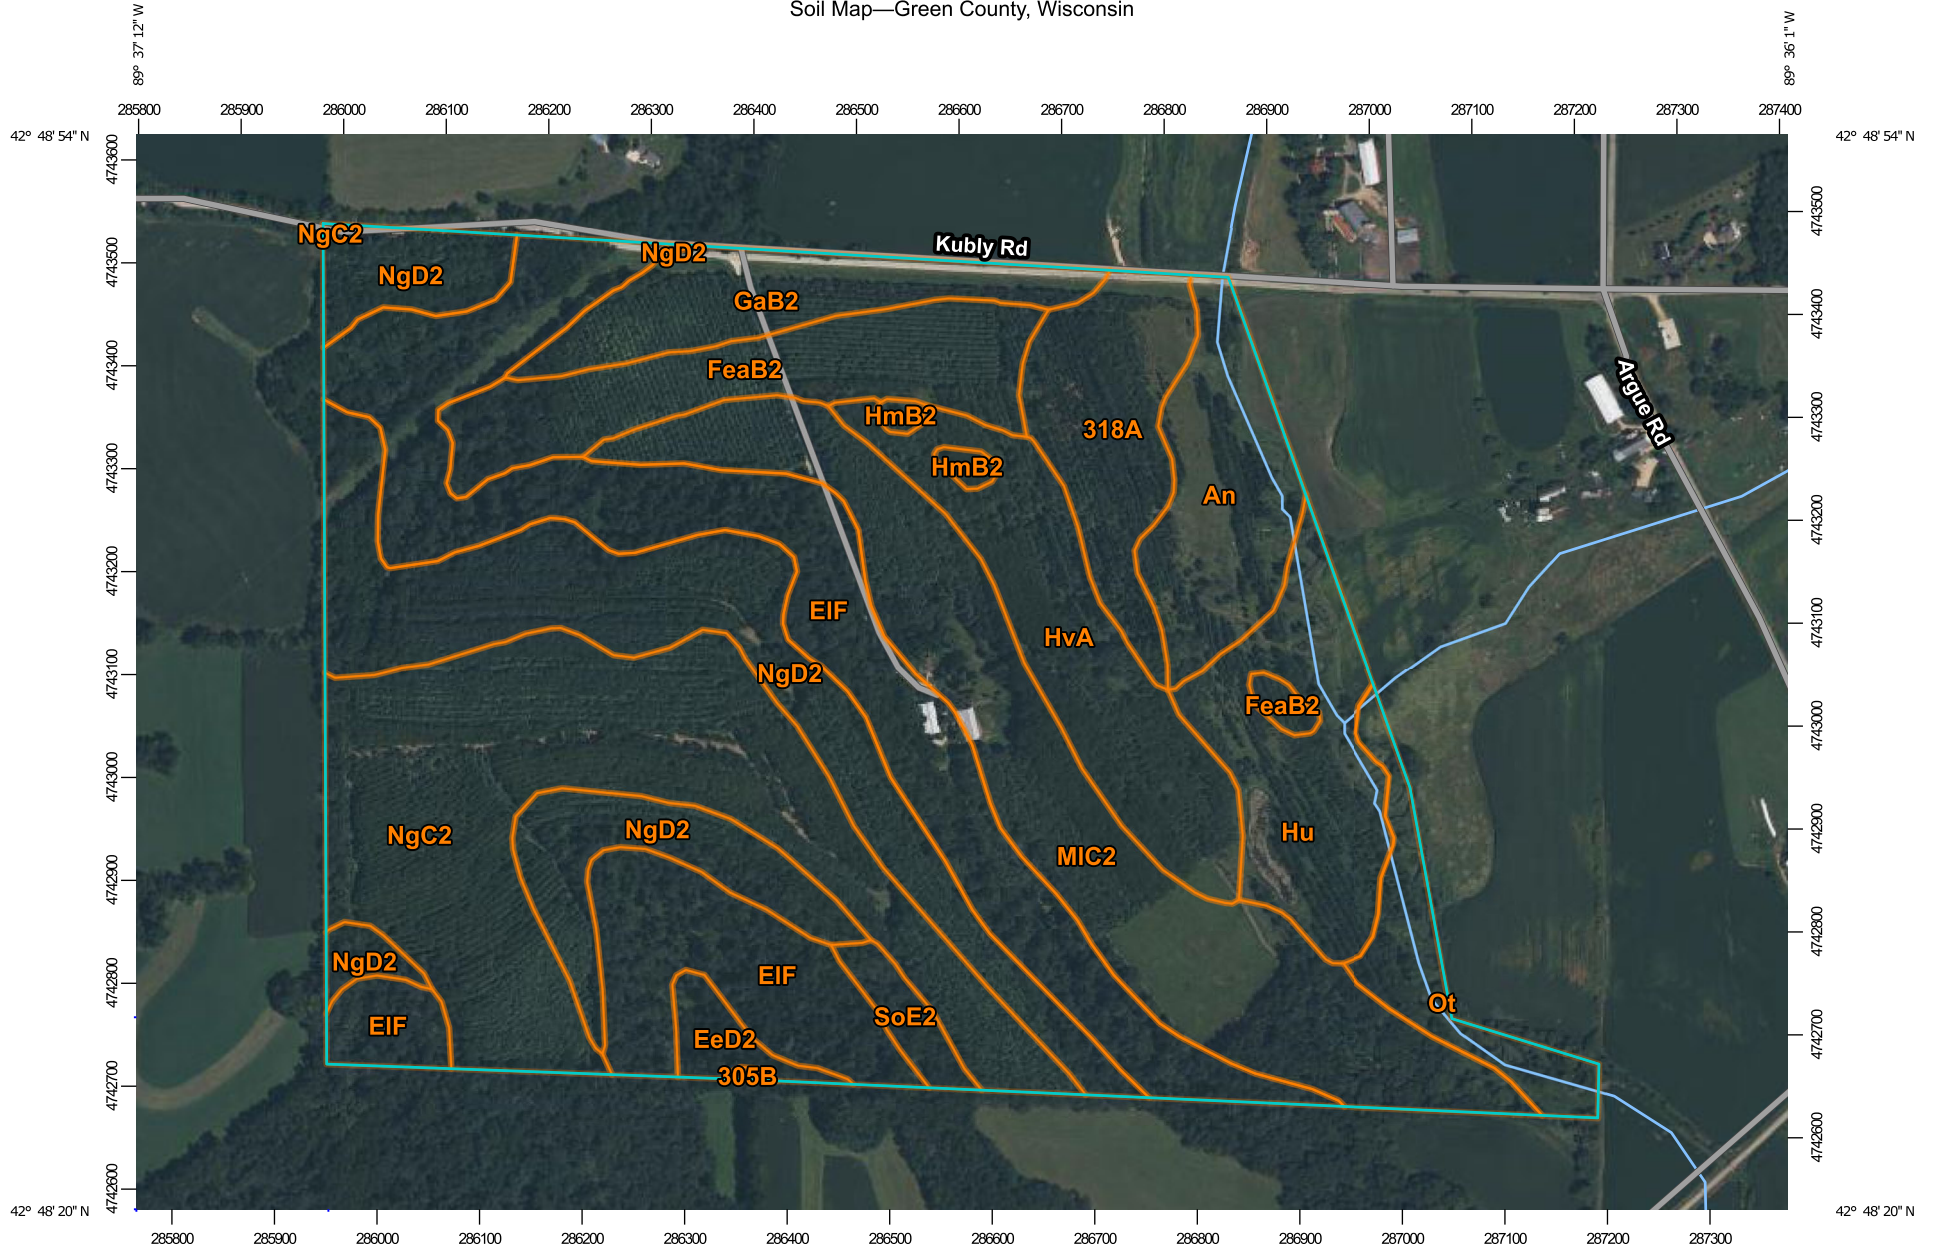 Soil Map—Green County, Wisconsin
89° 37' 12" W
89° 36' 1" W
285800 285900 286000 286100 286200 286300 286400 286500 286600 286700 286800 286900 287000 287100 287200 287300 287400
42° 48' 54" N
42° 48' 54" N
4743600
4743500
4743400
4743300
4743200
4743100
4743000
4742900
4742800
4742700
4742600
4743500
4743400
4743300
4743200
4743100
4743000
4742900
4742800
4742700
4742600
NgC2
Kubly Rd
NgD2
NgD2
GaB2
FeaB2
Argue Rd
HmB2
318A
HmB2
An
ElF
HvA
NgD2
FeaB2
NgD2
Hu
NgC2
MlC2
NgD2
ElF
Ot
SoE2
ElF
EeD2
305B
42° 48' 20" N
42° 48' 20" N
285800 285900 286000 286100 286200 286300 286400 286500 286600 286700 286800 286900 287000 287100 287200 287300